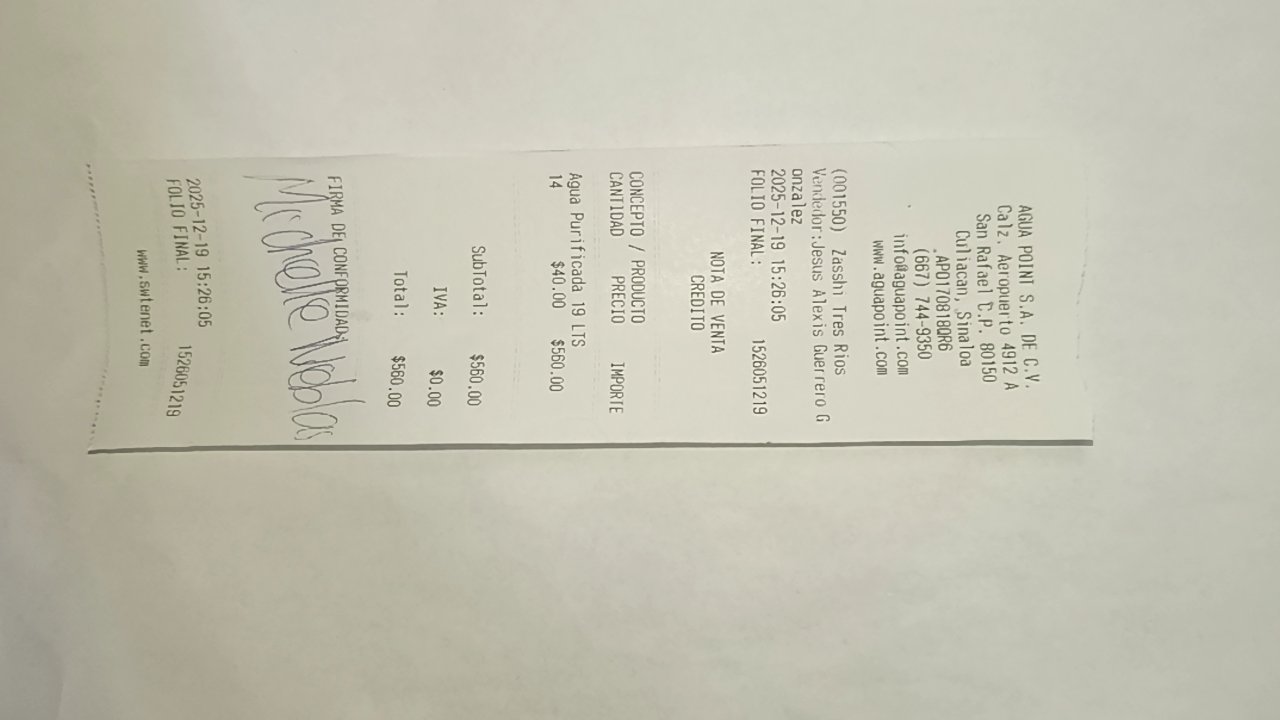 AGUA POINT S.A. DE C.V.
Calz. Aeropuerto 4912 A
San Rafael C.P. 80150
Culiacan, Sinaloa
.APO170818QR6
(667) 744-9350
info@aguapoint.com
www.aguapoint.com
(001550) Zasshi Tres Rios
Vendedor:Jesus Alexis Guerrero G
onzalez
2025-12-19 15:26:05
FOLIO FINAL: 1526051219
NOTA DE VENTA
CREDITO
CONCEPTO / PRODUCTO
CANTIDAD PRECIO IMPORTE
Agua Purificada 19 LTS
14 $40.00 $560.00
SubTotal: $560.00
IVA: $0.00
Total: $560.00
FIRMA DE CONFORMIDAD:
Michelle
2025-12-19 15:26:05
FOLIO FINAL: 1526051219
www.swtenet.com